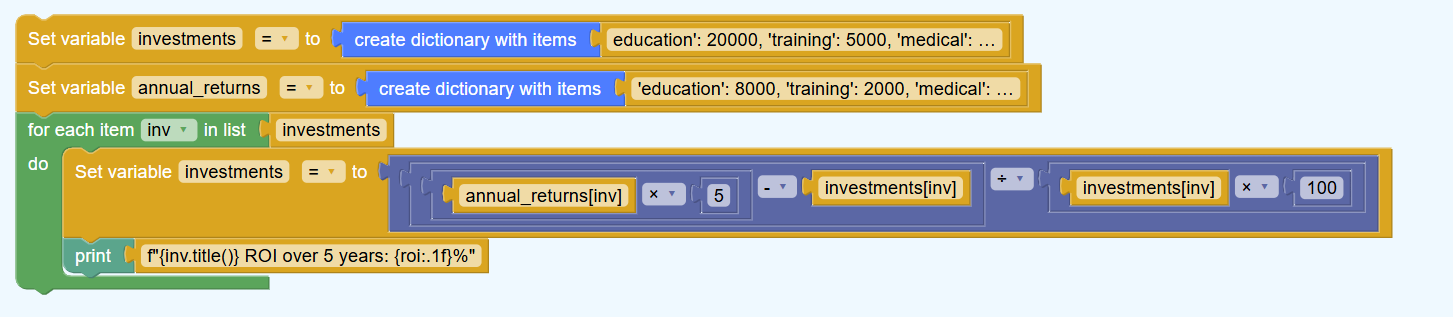 Set variable investments = to create dictionary with items education': 20000, 'training': 5000, 'medical': ...
Set variable annual_returns = to create dictionary with items 'education': 8000, 'training': 2000, 'medical': ...
for each item inv in list investments
do Set variable investments = to annual_returns[inv] × 5 - investments[inv] ÷ investments[inv] × 100
print f"{inv.title()} ROI over 5 years: {roi:.1f}%"